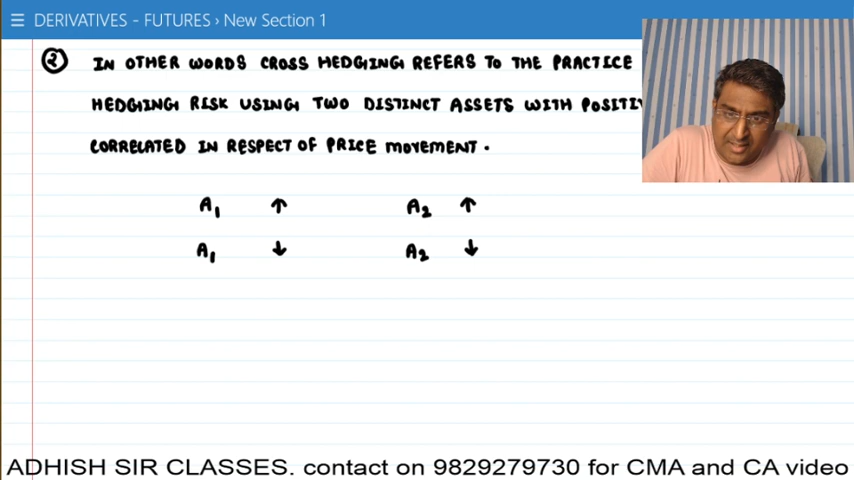 ☰ DERIVATIVES - FUTURES › New Section 1
② IN OTHER WORDS CROSS HEDGING REFERS TO THE PRACTICE
HEDGING RISK USING TWO DISTINCT ASSETS WITH
CORRELATED IN RESPECT OF PRICE MOVEMENT.
A₁ ↑ A₂ ↑
A₁ ↓ A₂ ↓
ADHISH SIR CLASSES. contact on 9829279730 for CMA and CA video